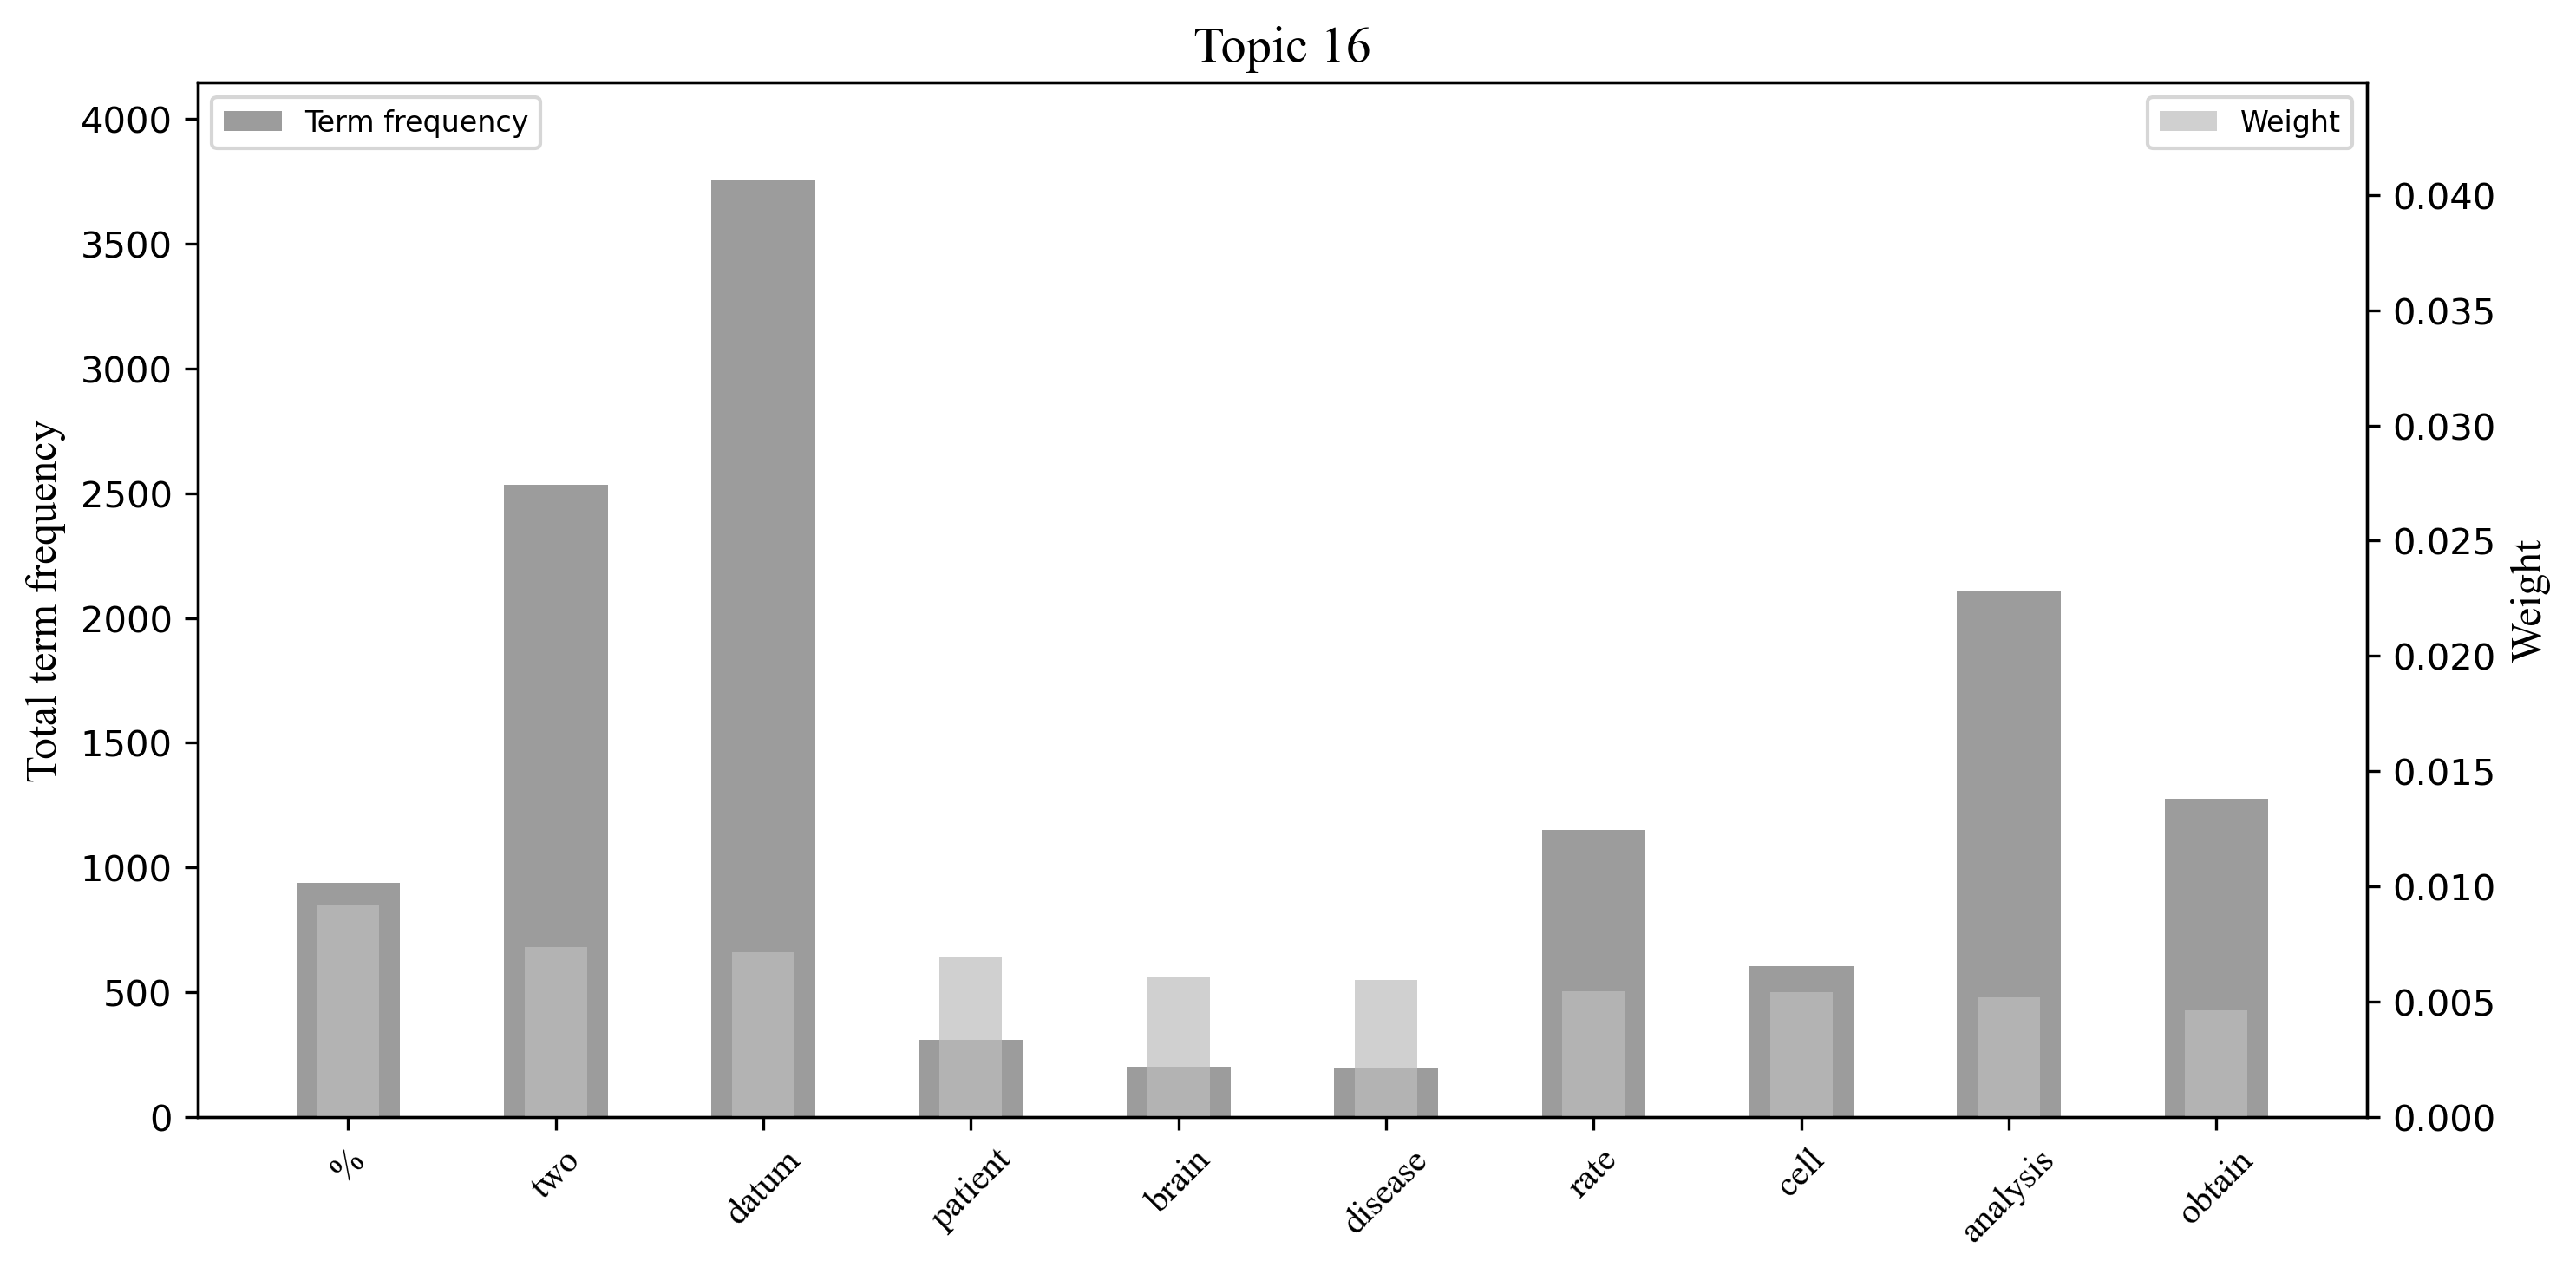 Topic 16
Term frequency
Weight
4000
3500
3000
2500
2000
1500
1000
500
0
Total term frequency
0.040
0.035
0.030
0.025
0.020
0.015
0.010
0.005
0.000
Weight
%
two
datum
patient
brain
disease
rate
cell
analysis
obtain